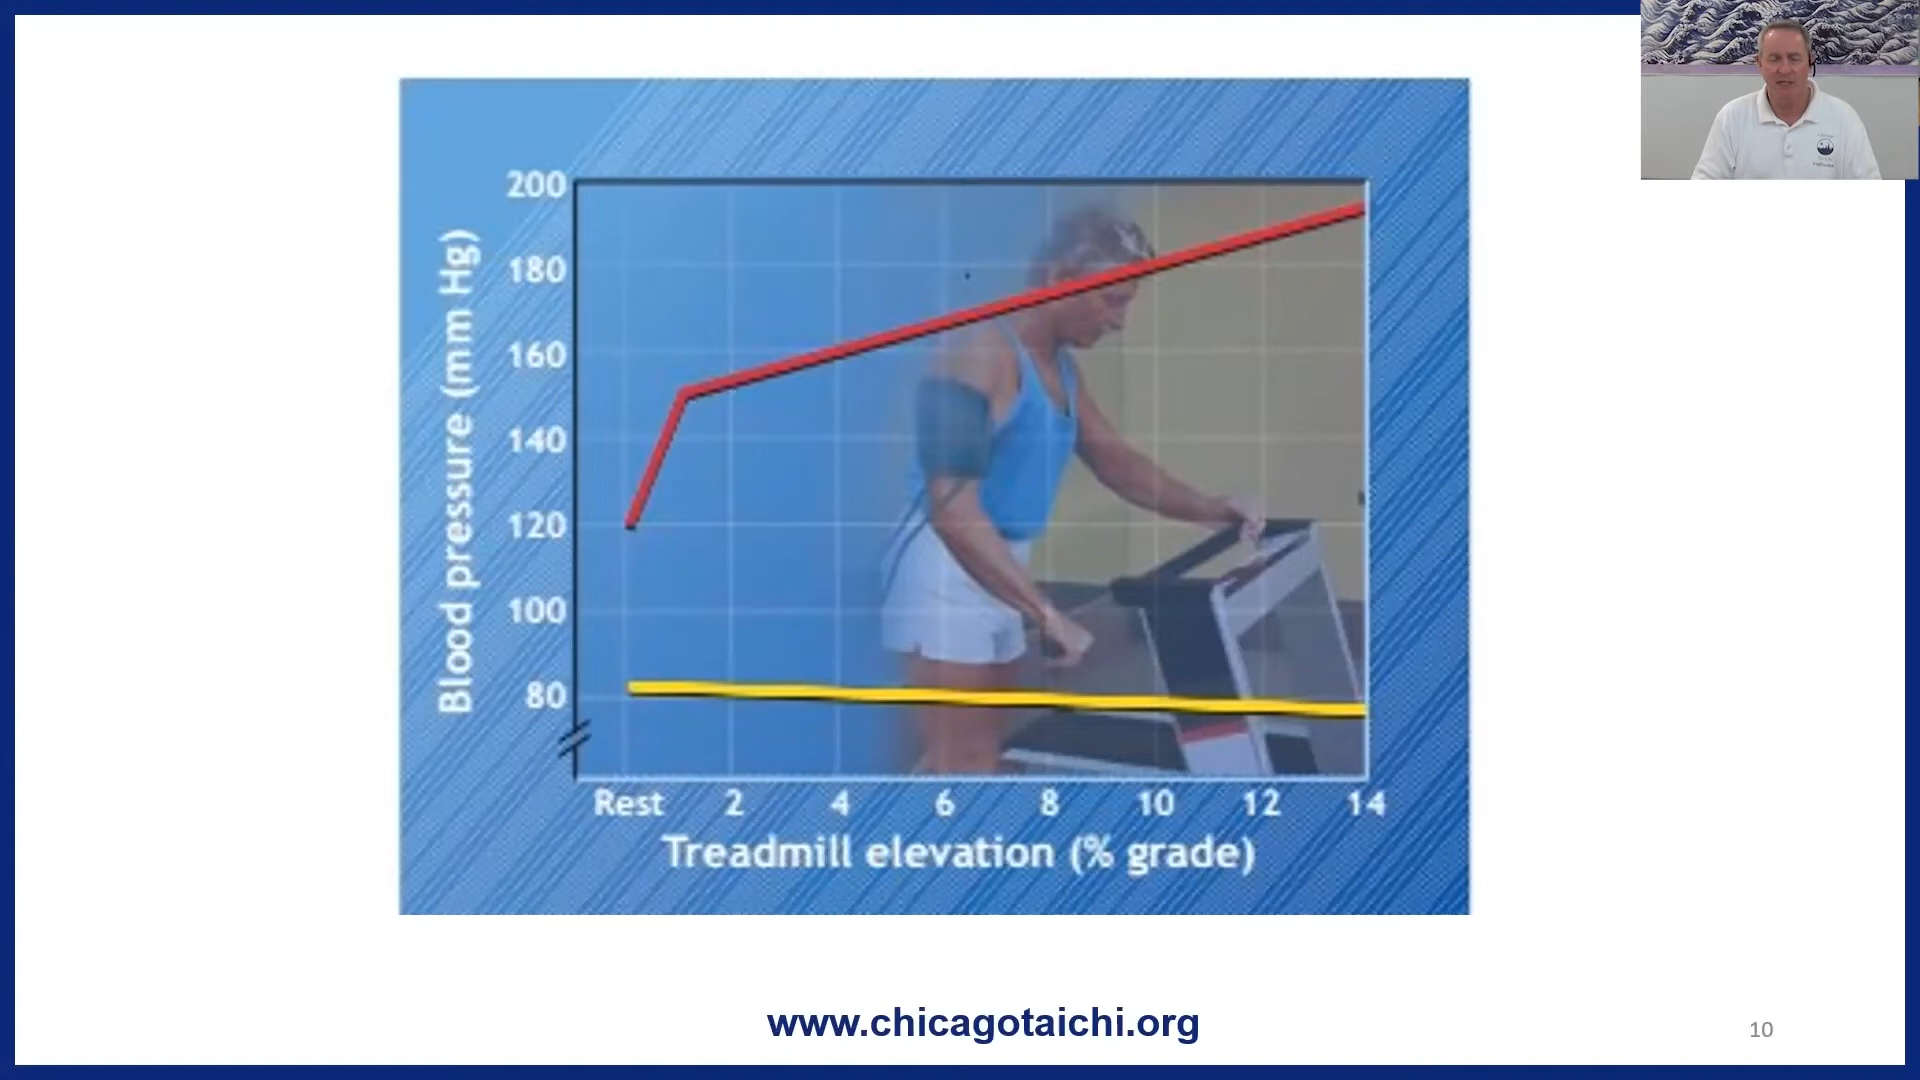 200
180
160
140
120
100
80
Blood pressure (mm Hg)
Rest 2 4 6 8 10 12 14
Treadmill elevation (% grade)
www.chicagotaichi.org
10